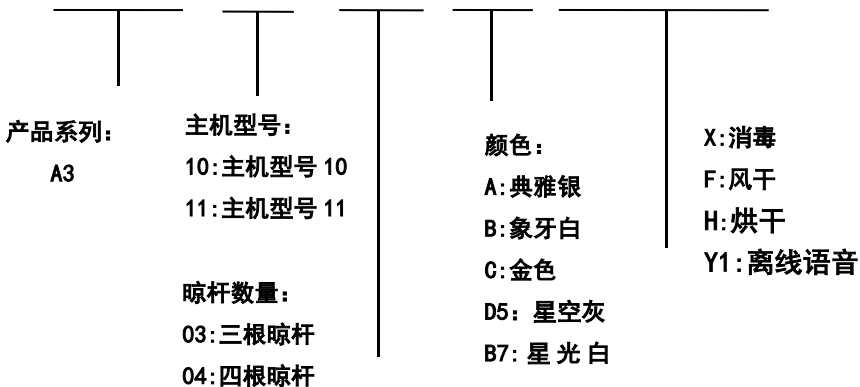 产品系列：
A3
主机型号：
10:主机型号 10
11:主机型号 11
晾杆数量：
03:三根晾杆
04:四根晾杆
颜色：
A:典雅银
B:象牙白
C:金色
D5：星空灰
B7: 星 光 白
X:消毒
F:风干
H:烘干
Y1:离线语音